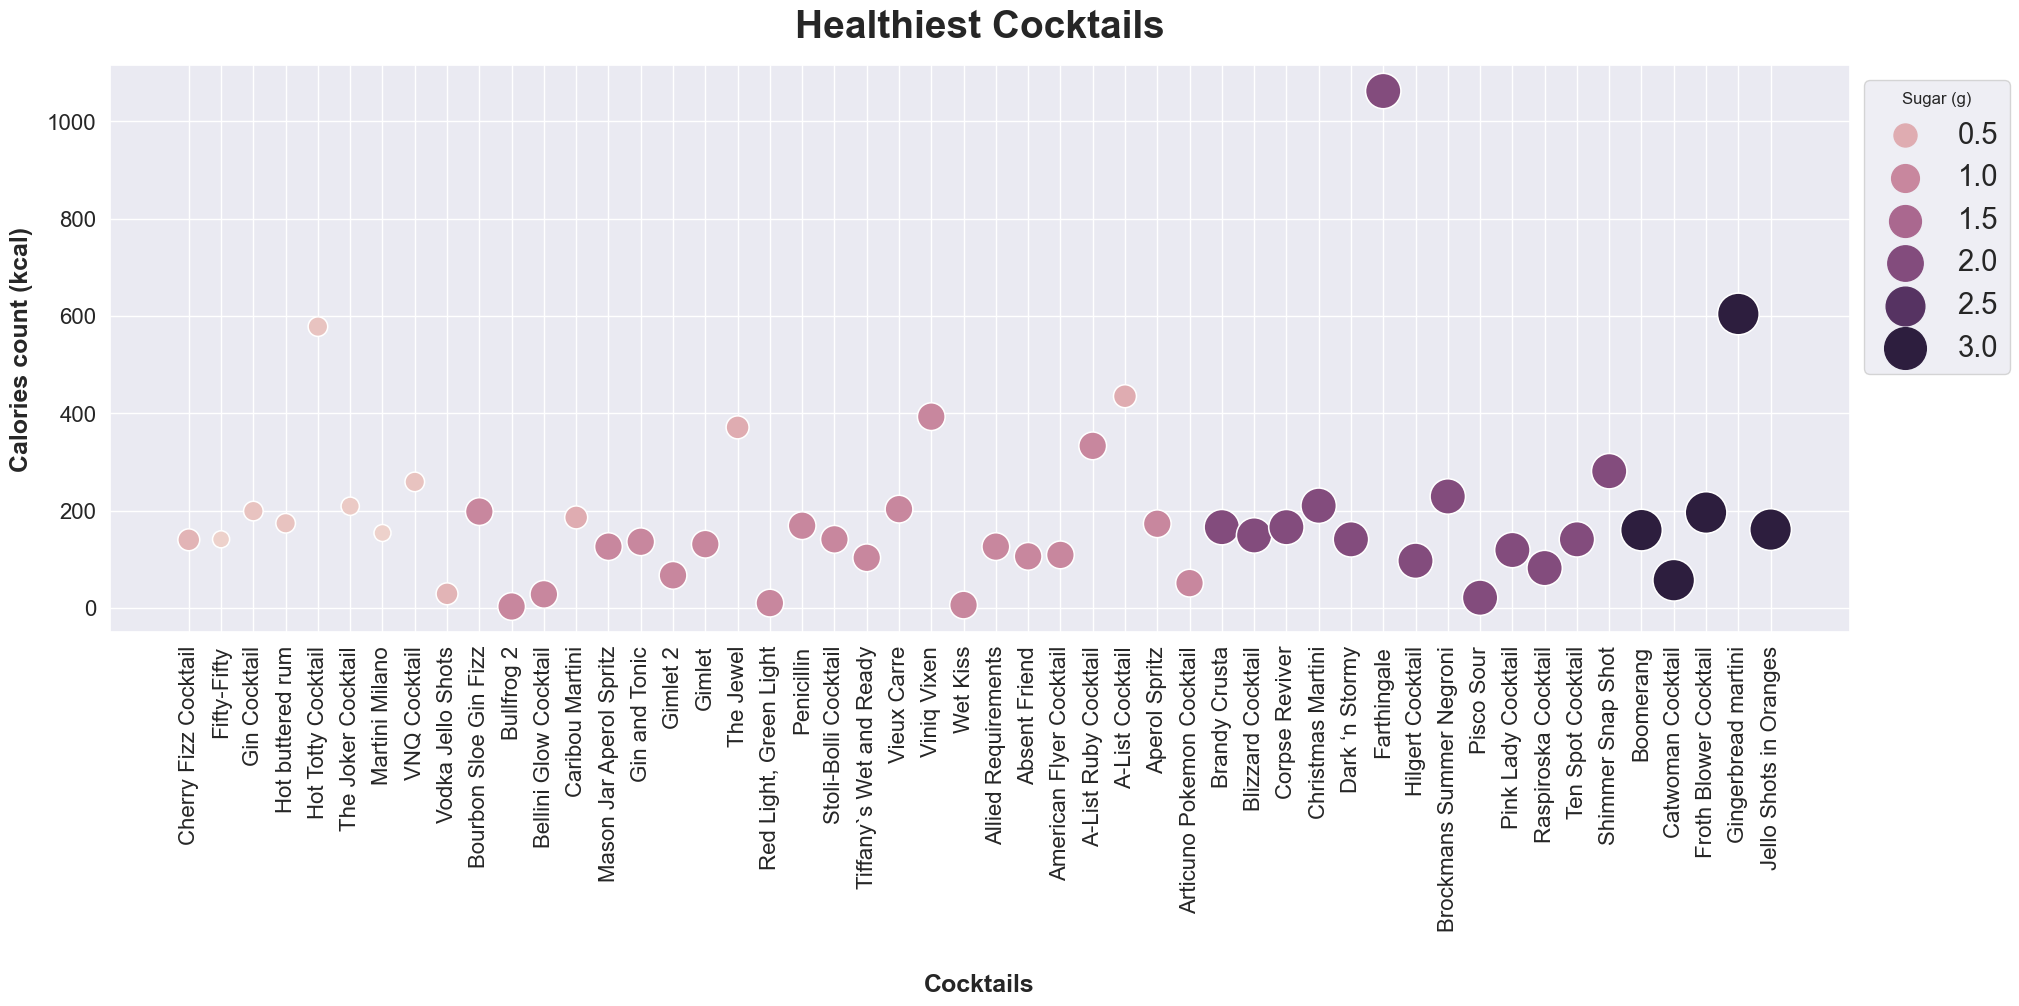 Healthiest Cocktails
Calories count (kcal)
1000
800
600
400
200
0
Sugar (g)
0.5
1.0
1.5
2.0
2.5
3.0
Cherry Fizz Cocktail
Fifty-Fifty
Gin Cocktail
Hot buttered rum
Hot Totty Cocktail
The Joker Cocktail
Martini Milano
VNQ Cocktail
Vodka Jello Shots
Bourbon Sloe Gin Fizz
Bullfrog 2
Bellini Glow Cocktail
Caribou Martini
Mason Jar Aperol Spritz
Gin and Tonic
Gimlet 2
Gimlet
The Jewel
Red Light, Green Light
Penicillin
Stoli-Bolli Cocktail
Tiffany`s Wet and Ready
Vieux Carre
Viniq Vixen
Wet Kiss
Allied Requirements
Absent Friend
American Flyer Cocktail
A-List Ruby Cocktail
A-List Cocktail
Aperol Spritz
Articuno Pokemon Cocktail
Brandy Crusta
Blizzard Cocktail
Corpse Reviver
Christmas Martini
Dark ‘n Stormy
Farthingale
Hilgert Cocktail
Brockmans Summer Negroni
Pisco Sour
Pink Lady Cocktail
Raspiroska Cocktail
Ten Spot Cocktail
Shimmer Snap Shot
Boomerang
Catwoman Cocktail
Froth Blower Cocktail
Gingerbread martini
Jello Shots in Oranges
Cocktails